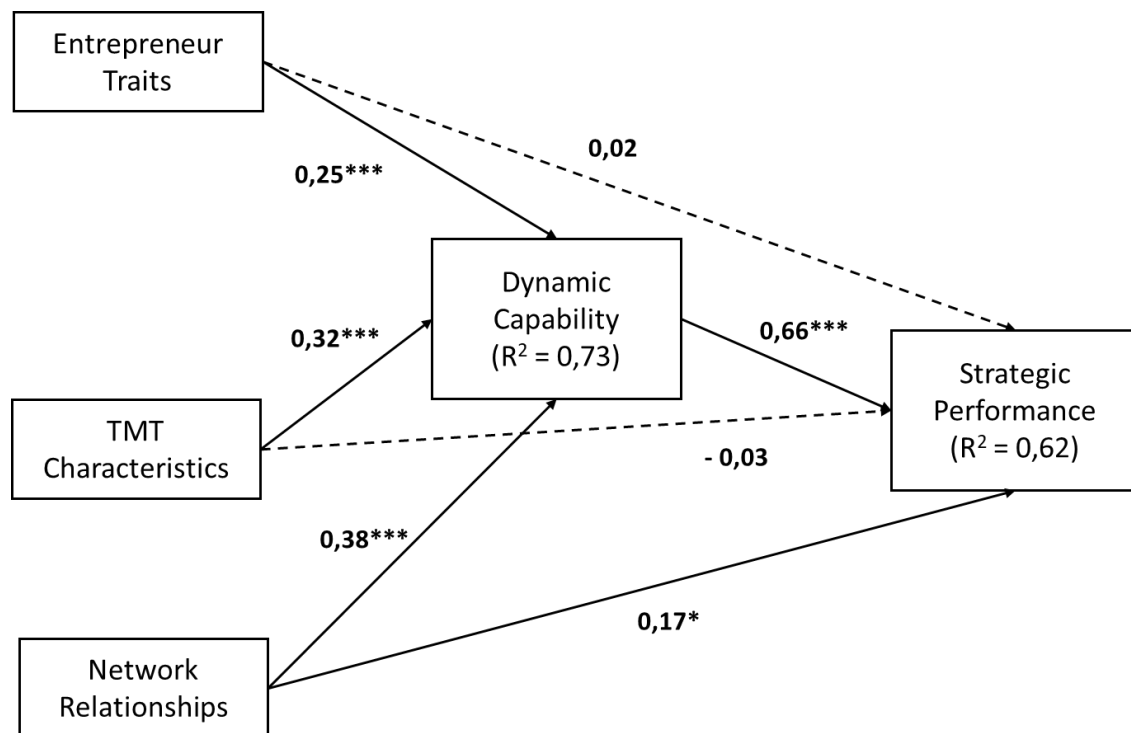 Entrepreneur
Traits
0,02
0,25***
Dynamic
Capability
(R² = 0,73)
0,32***
0,66***
Strategic
Performance
(R² = 0,62)
TMT
Characteristics
- 0,03
0,38***
0,17*
Network
Relationships